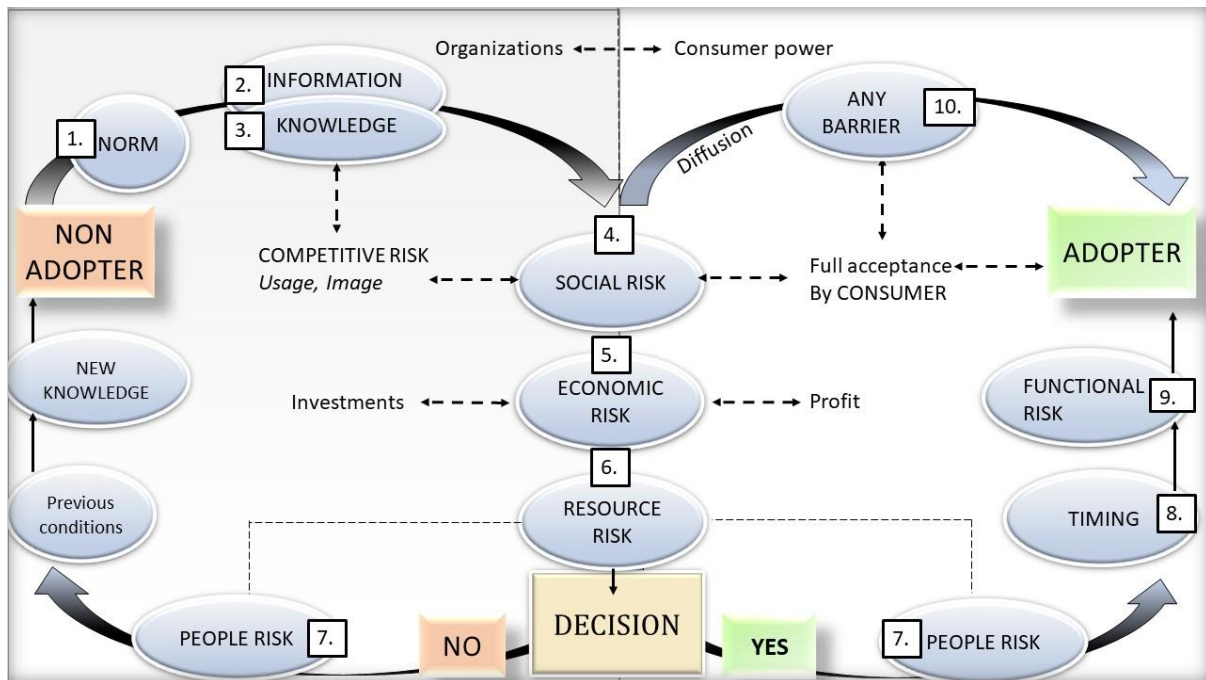 Organizations
Consumer power
2.
INFORMATION
3.
KNOWLEDGE
1.
NORM
ANY
BARRIER
10.
Diffusion
NON
ADOPTER
4.
SOCIAL RISK
COMPETITIVE RISK
Usage, Image
Full acceptance
By CONSUMER
ADOPTER
NEW
KNOWLEDGE
5.
ECONOMIC
RISK
Investments
Profit
FUNCTIONAL
RISK
9.
Previous
conditions
6.
RESOURCE
RISK
TIMING
8.
PEOPLE RISK
7.
NO
DECISION
YES
7.
PEOPLE RISK